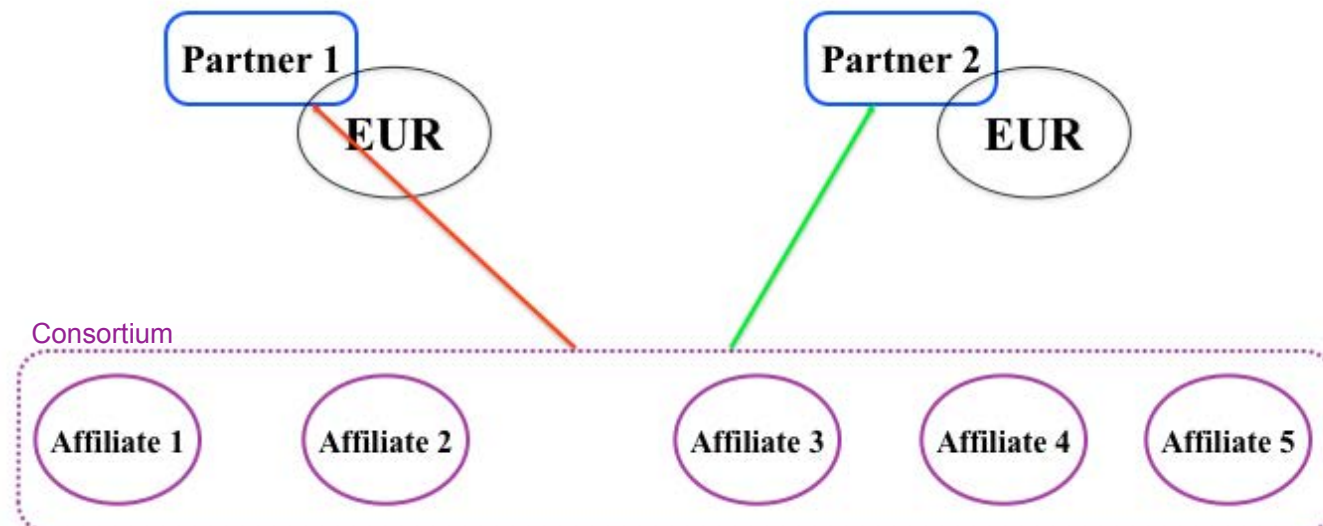 Partner 1
Partner 2
EUR
EUR
Consortium
Affiliate 1
Affiliate 2
Affiliate 3
Affiliate 4
Affiliate 5